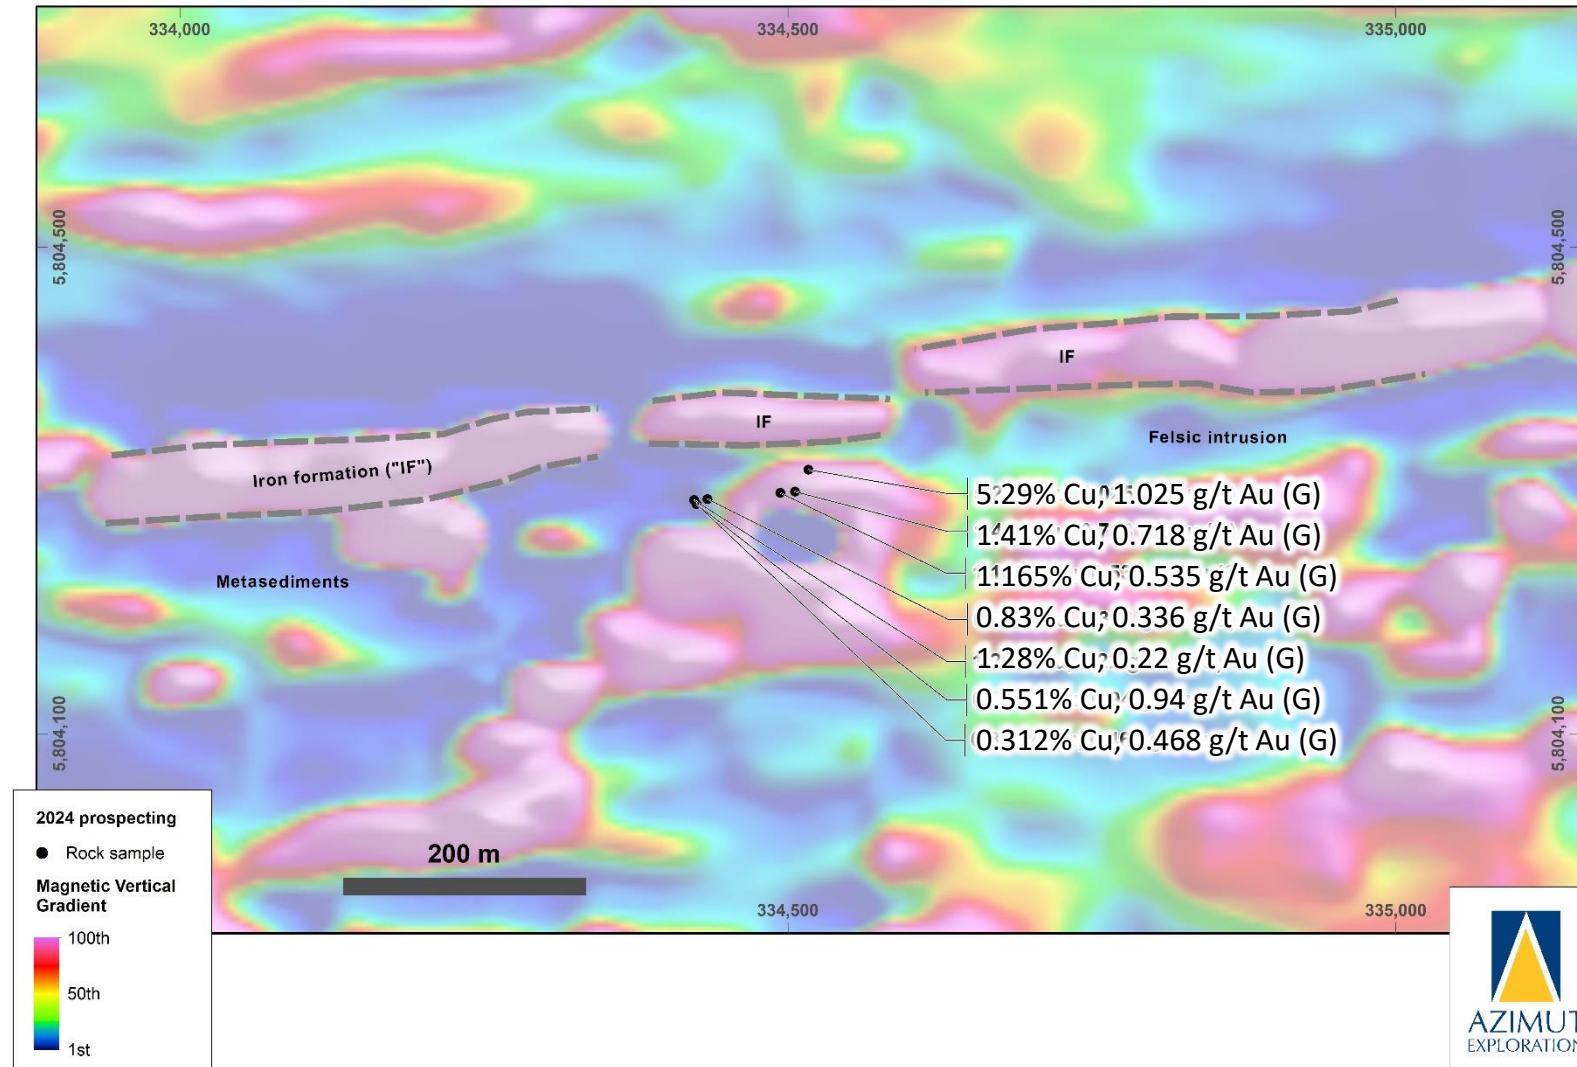 334,000
334,500
335,000
5,804,500
5,804,500
IF
IF
Iron formation ("IF")
Felsic intrusion
Metasediments
5.29% Cu, 1.025 g/t Au (G)
1.41% Cu, 0.718 g/t Au (G)
1.165% Cu, 0.535 g/t Au (G)
0.83% Cu, 0.336 g/t Au (G)
1.28% Cu, 0.22 g/t Au (G)
0.551% Cu, 0.94 g/t Au (G)
0.312% Cu, 0.468 g/t Au (G)
5,804,100
5,804,100
200 m
334,500
335,000
2024 prospecting
Rock sample
Magnetic Vertical
Gradient
100th
50th
1st
AZIMUT
EXPLORATION